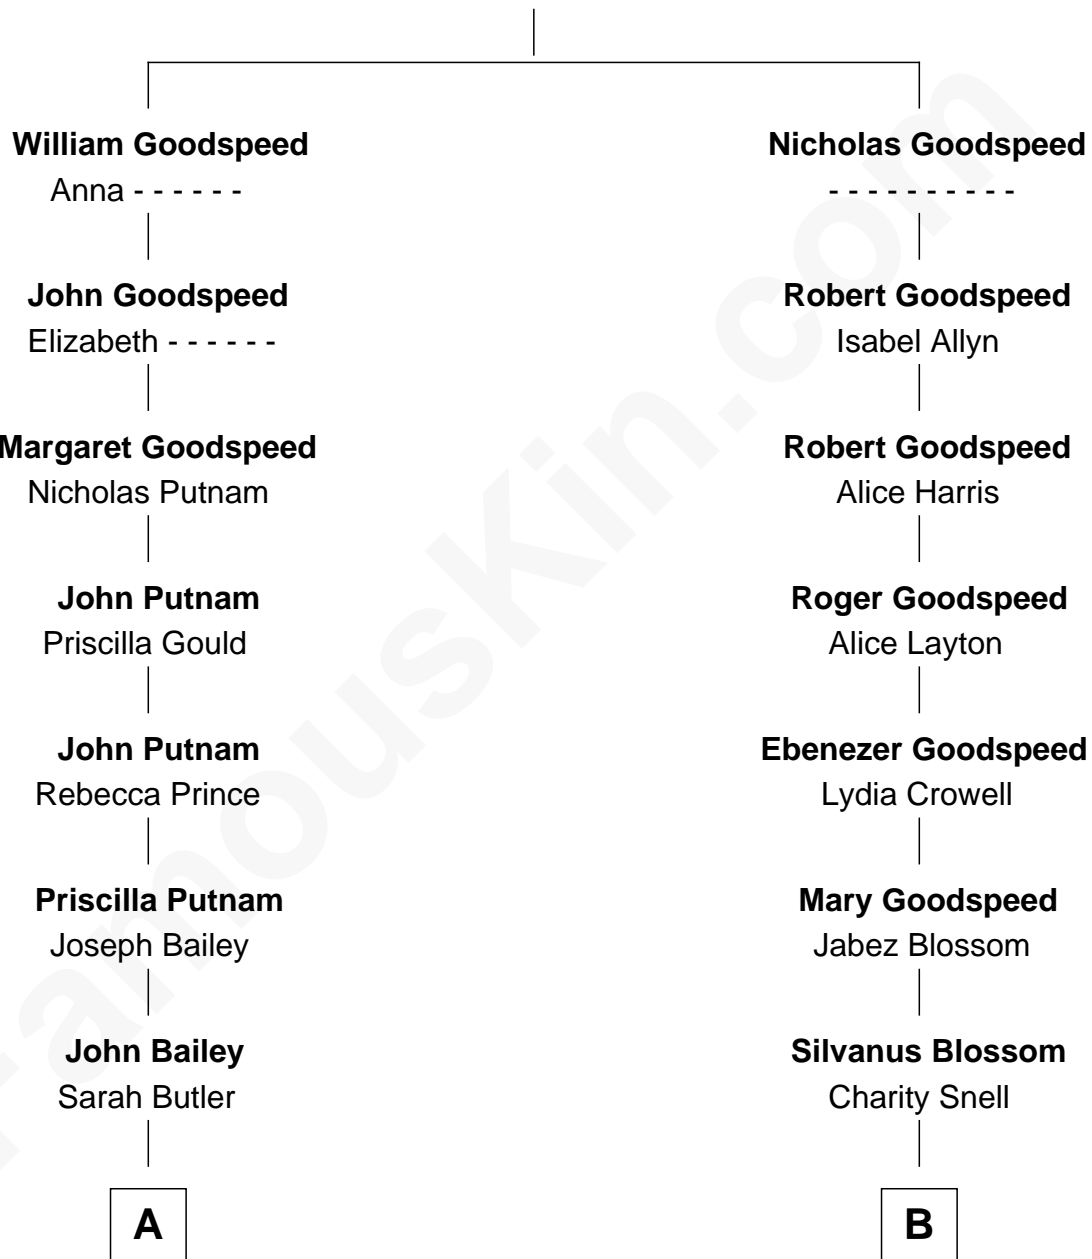 William Goodspeed
Anna - - - - - -
John Goodspeed
Elizabeth - - - - - -
Margaret Goodspeed
Nicholas Putnam
John Putnam
Priscilla Gould
John Putnam
Rebecca Prince
Priscilla Putnam
Joseph Bailey
John Bailey
Sarah Butler
A
Nicholas Goodspeed
- - - - - - - - - -
Robert Goodspeed
Isabel Allyn
Robert Goodspeed
Alice Harris
Roger Goodspeed
Alice Layton
Ebenezer Goodspeed
Lydia Crowell
Mary Goodspeed
Jabez Blossom
Silvanus Blossom
Charity Snell
B
FamousKin.com